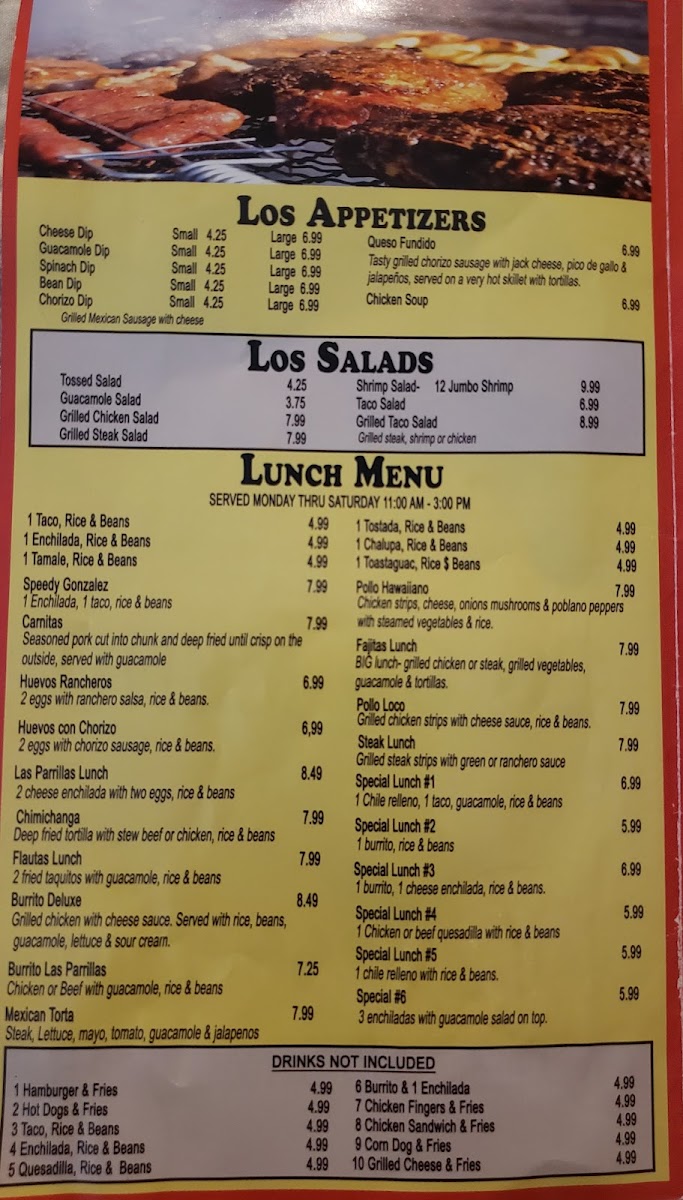 LOS APPETIZERS
Cheese Dip Small 4.25 Large 6.99
Guacamole Dip Small 4.25 Large 6.99
Spinach Dip Small 4.25 Large 6.99
Bean Dip Small 4.25 Large 6.99
Chorizo Dip Small 4.25 Large 6.99
Grilled Mexican Sausage with cheese
Queso Fundido 6.99
Tasty grilled chorizo sausage with jack cheese, pico de gallo &
jalapeños, served on a very hot skillet with tortillas.
Chicken Soup 6.99
LOS SALADS
Tossed Salad 4.25
Guacamole Salad 3.75
Grilled Chicken Salad 7.99
Grilled Steak Salad 7.99
Shrimp Salad- 12 Jumbo Shrimp 9.99
Taco Salad 6.99
Grilled Taco Salad 8.99
Grilled steak, shrimp or chicken
LUNCH MENU
SERVED MONDAY THRU SATURDAY 11:00 AM - 3:00 PM
1 Taco, Rice & Beans 4.99
1 Enchilada, Rice & Beans 4.99
1 Tamale, Rice & Beans 4.99
Speedy Gonzalez 7.99
1 Enchilada, 1 taco, rice & beans
Carnitas 7.99
Seasoned pork cut into chunk and deep fried until crisp on the
outside, served with guacamole
Huevos Rancheros 6.99
2 eggs with ranchero salsa, rice & beans.
Huevos con Chorizo 6,99
2 eggs with chorizo sausage, rice & beans.
Las Parrillas Lunch 8.49
2 cheese enchilada with two eggs, rice & beans
Chimichanga 7.99
Deep fried tortilla with stew beef or chicken, rice & beans
Flautas Lunch 7.99
2 fried taquitos with guacamole, rice & beans
Burrito Deluxe 8.49
Grilled chicken with cheese sauce. Served with rice, beans,
guacamole, lettuce & sour cream.
Burrito Las Parrillas 7.25
Chicken or Beef with guacamole, rice & beans
Mexican Torta 7.99
Steak, Lettuce, mayo, tomato, guacamole & jalapenos
1 Tostada, Rice & Beans 4.99
1 Chalupa, Rice & Beans 4.99
1 Toastaguac, Rice $ Beans 4.99
Pollo Hawaiiano 7.99
Chicken strips, cheese, onions mushrooms & poblano peppers
with steamed vegetables & rice.
Fajitas Lunch 7.99
BIG lunch- grilled chicken or steak, grilled vegetables,
guacamole & tortillas.
Pollo Loco 7.99
Grilled chicken strips with cheese sauce, rice & beans.
Steak Lunch 7.99
Grilled steak strips with green or ranchero sauce
Special Lunch #1 6.99
1 Chile relleno, 1 taco, guacamole, rice & beans
Special Lunch #2 5.99
1 burrito, rice & beans
Special Lunch #3 6.99
1 burrito, 1 cheese enchilada, rice & beans.
Special Lunch #4 5.99
1 Chicken or beef quesadilla with rice & beans
Special Lunch #5 5.99
1 chile relleno with rice & beans.
Special #6 5.99
3 enchiladas with guacamole salad on top.
DRINKS NOT INCLUDED
1 Hamburger & Fries 4.99
2 Hot Dogs & Fries 4.99
3 Taco, Rice & Beans 4.99
4 Enchilada, Rice & Beans 4.99
5 Quesadilla, Rice & Beans 4.99
6 Burrito & 1 Enchilada 4.99
7 Chicken Fingers & Fries 4.99
8 Chicken Sandwich & Fries 4.99
9 Corn Dog & Fries 4.99
10 Grilled Cheese & Fries 4.99